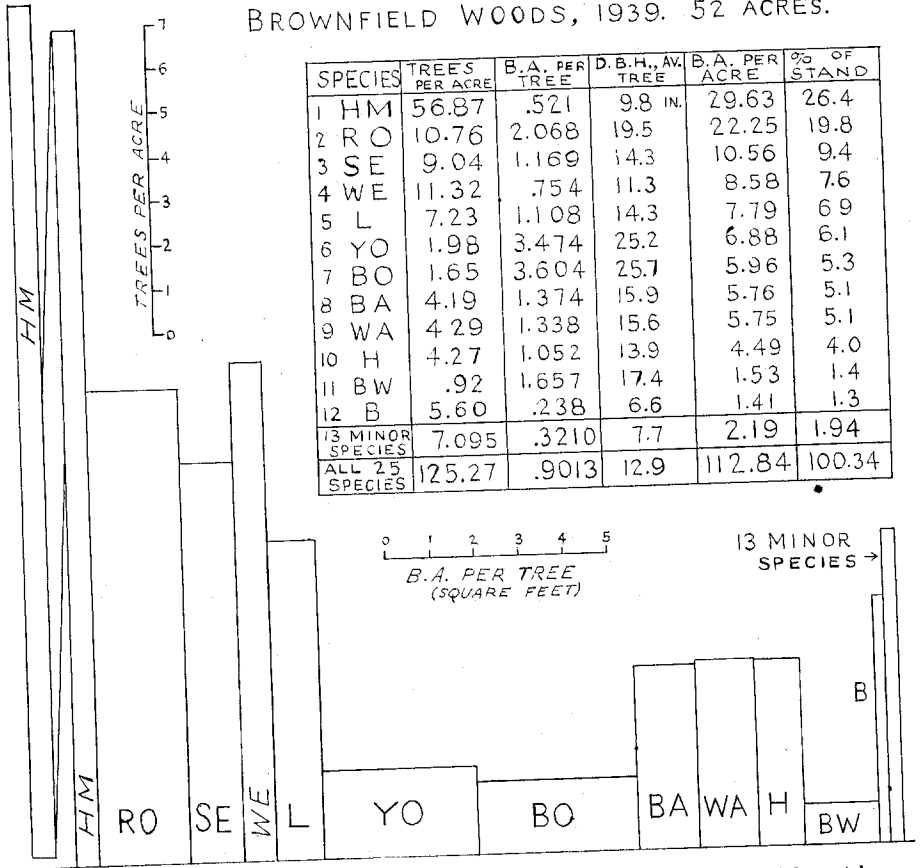 BROWNFIELD WOODS, 1939. 52 ACRES.
7
6
5
4
3
2
1
0
TREES PER ACRE
SPECIES TREES PER ACRE B.A. PER TREE D.B.H., AV. TREE B.A. PER ACRE % OF STAND
1 HM 56.87 .521 9.8 IN. 29.63 26.4
2 RO 10.76 2.068 19.5 22.25 19.8
3 SE 9.04 1.169 14.3 10.56 9.4
4 WE 11.32 .754 11.3 8.58 7.6
5 L 7.23 1.108 14.3 7.79 6 9
6 YO 1.98 3.474 25.2 6.88 6.1
7 BO 1.65 3.604 25.7 5.96 5.3
8 BA 4.19 1.374 15.9 5.76 5.1
9 WA 4 29 1.338 15.6 5.75 5.1
10 H 4.27 1.052 13.9 4.49 4.0
11 BW .92 1.657 17.4 1.53 1.4
12 B 5.60 .238 6.6 1.41 1.3
13 MINOR SPECIES 7.095 .3210 7.7 2.19 1.94
ALL 25 SPECIES 125.27 .9013 12.9 112.84 100.34
HM
0 1 2 3 4 5
B.A. PER TREE
(SQUARE FEET)
13 MINOR
SPECIES→
B
HM RO SE WE L YO BO BA WA H BW